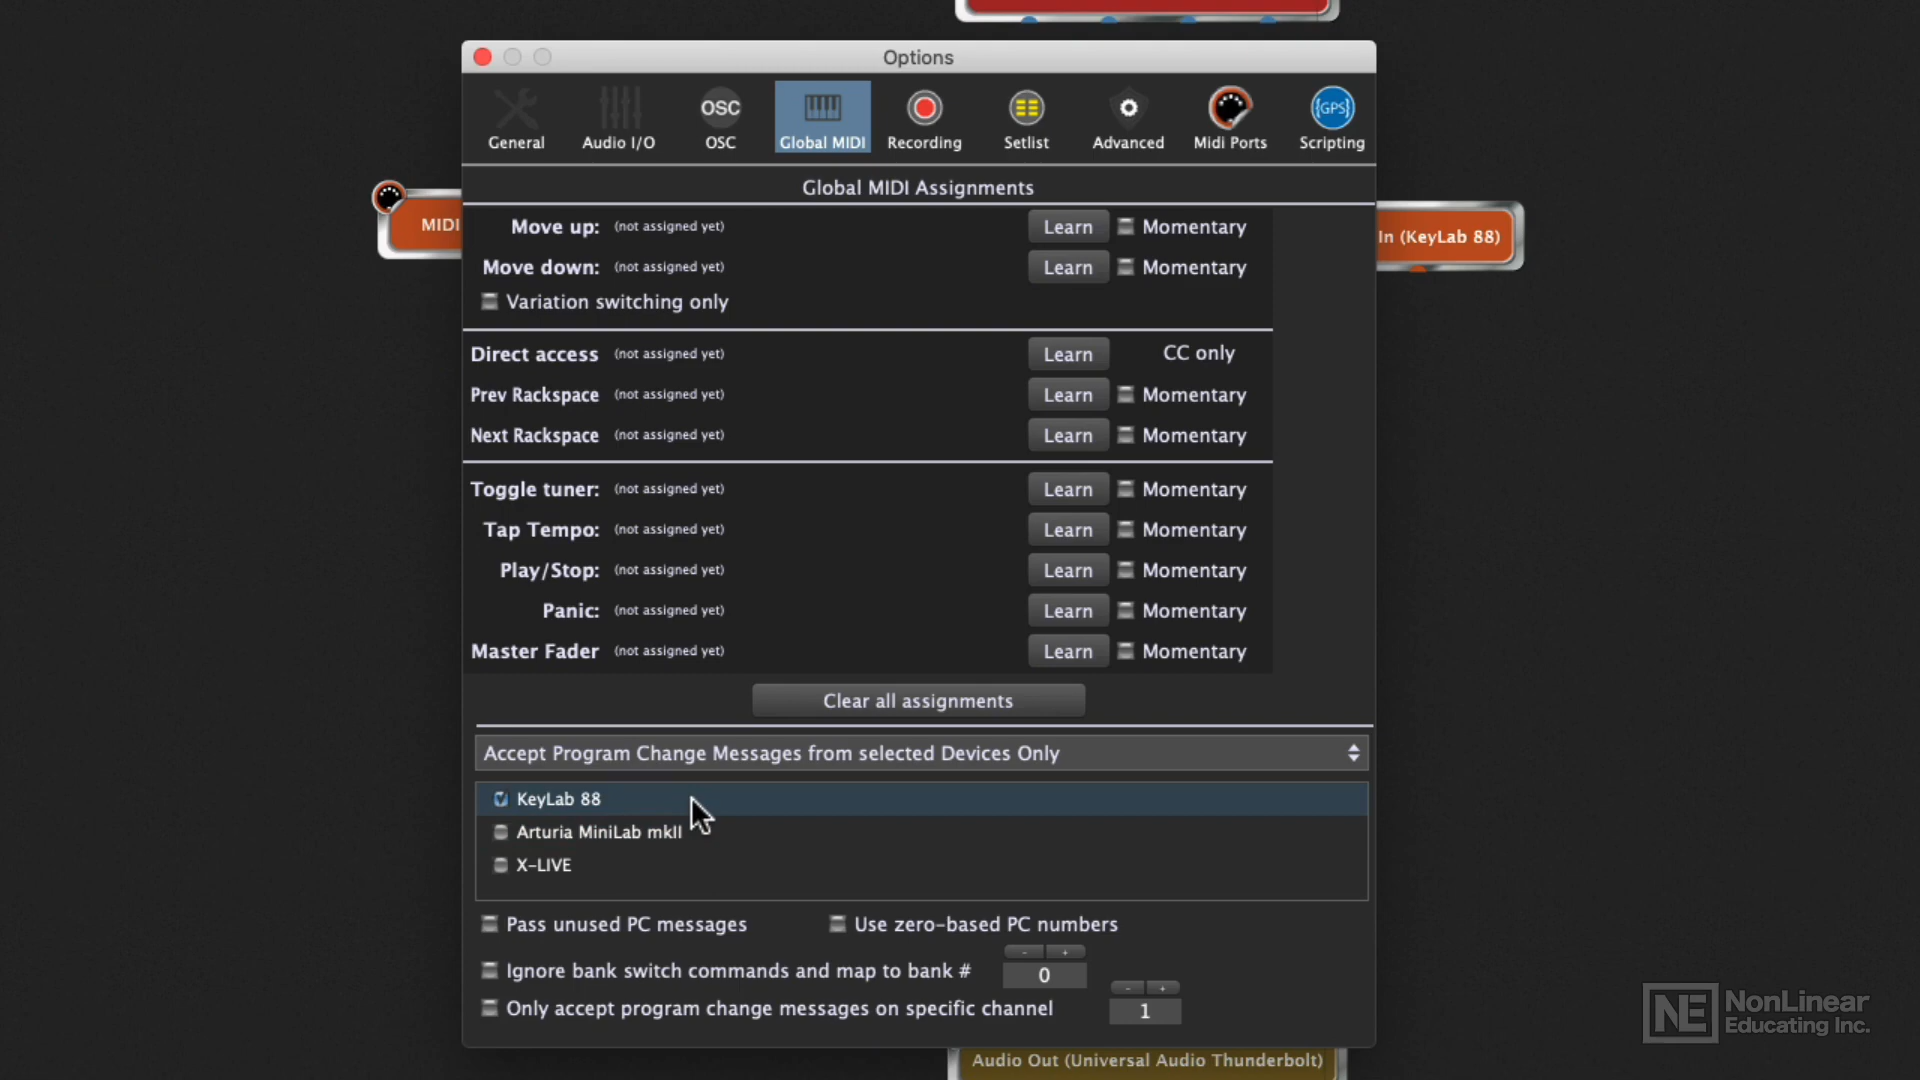 Options
General
Audio I/O
OSC
OSC
Global MIDI
Recording
Setlist
Advanced
Midi Ports
{GPS}
Scripting
Global MIDI Assignments
MIDI
In (KeyLab 88)
Move up: (not assigned yet) Learn Momentary
Move down: (not assigned yet) Learn Momentary
Variation switching only
Direct access (not assigned yet) Learn CC only
Prev Rackspace (not assigned yet) Learn Momentary
Next Rackspace (not assigned yet) Learn Momentary
Toggle tuner: (not assigned yet) Learn Momentary
Tap Tempo: (not assigned yet) Learn Momentary
Play/Stop: (not assigned yet) Learn Momentary
Panic: (not assigned yet) Learn Momentary
Master Fader (not assigned yet) Learn Momentary
Clear all assignments
Accept Program Change Messages from selected Devices Only
KeyLab 88
Arturia MiniLab mkII
X-LIVE
Pass unused PC messages Use zero-based PC numbers
- +
Ignore bank switch commands and map to bank # 0
- +
Only accept program change messages on specific channel 1
NE NonLinear
Educating Inc.
Audio Out (Universal Audio Thunderbolt)